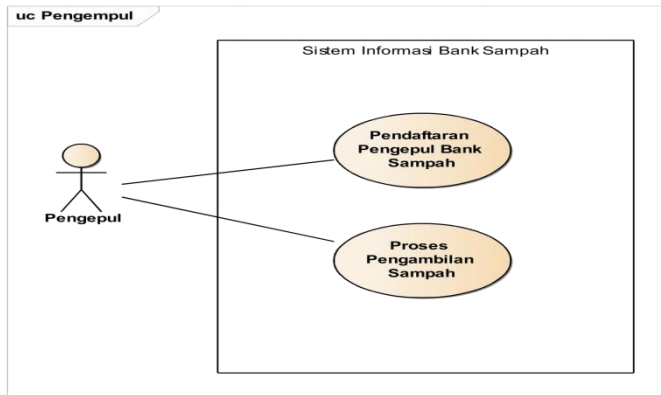 uc Pengempul
Sistem Informasi Bank Sampah
Pendaftaran
Pengepul Bank
Sampah
Pengepul
Proses
Pengambilan
Sampah